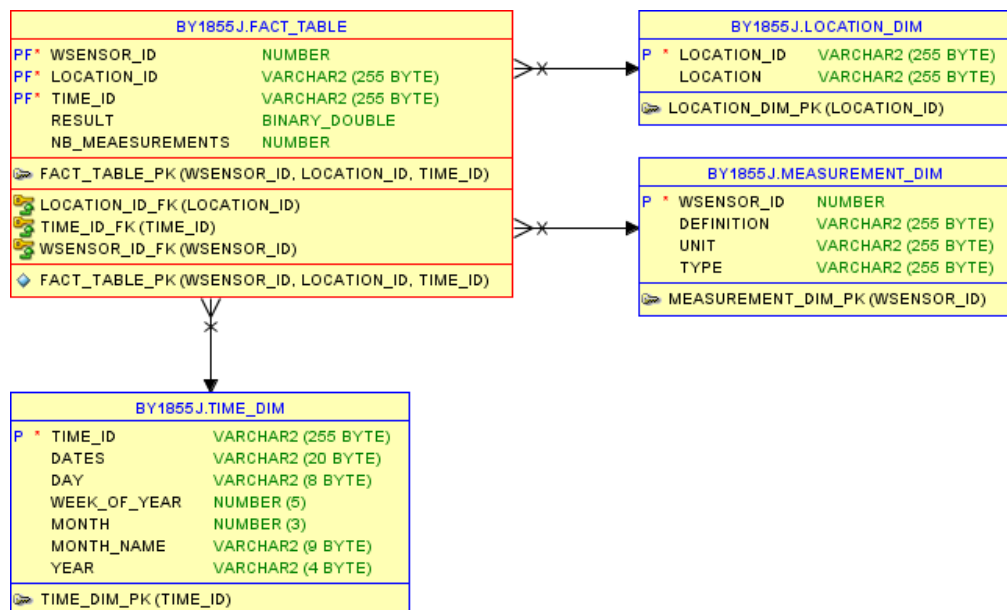 BY1855J.FACT_TABLE
PF* WSENSOR_ID NUMBER
PF* LOCATION_ID VARCHAR2 (255 BYTE)
PF* TIME_ID VARCHAR2 (255 BYTE)
RESULT BINARY_DOUBLE
NB_MEAESUREMENTS NUMBER
FACT_TABLE_PK (WSENSOR_ID, LOCATION_ID, TIME_ID)
LOCATION_ID_FK (LOCATION_ID)
TIME_ID_FK (TIME_ID)
WSENSOR_ID_FK (WSENSOR_ID)
FACT_TABLE_PK (WSENSOR_ID, LOCATION_ID, TIME_ID)
BY1855J.LOCATION_DIM
P * LOCATION_ID VARCHAR2 (255 BYTE)
LOCATION VARCHAR2 (255 BYTE)
LOCATION_DIM_PK (LOCATION_ID)
BY1855J.MEASUREMENT_DIM
P * WSENSOR_ID NUMBER
DEFINITION VARCHAR2 (255 BYTE)
UNIT VARCHAR2 (255 BYTE)
TYPE VARCHAR2 (255 BYTE)
MEASUREMENT_DIM_PK (WSENSOR_ID)
BY1855J.TIME_DIM
P * TIME_ID VARCHAR2 (255 BYTE)
DATES VARCHAR2 (20 BYTE)
DAY VARCHAR2 (8 BYTE)
WEEK_OF_YEAR NUMBER (5)
MONTH NUMBER (3)
MONTH_NAME VARCHAR2 (9 BYTE)
YEAR VARCHAR2 (4 BYTE)
TIME_DIM_PK (TIME_ID)